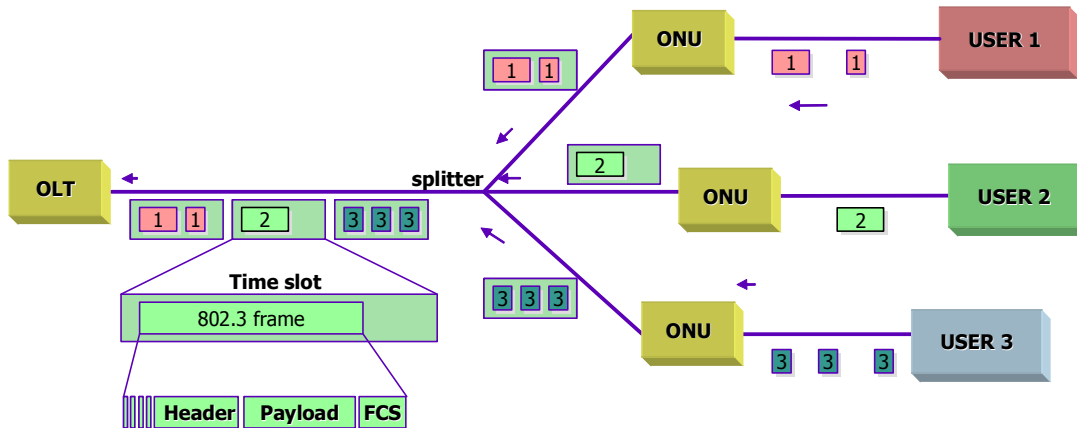 ONU
USER 1
1 1
1 1
2
OLT
splitter
ONU
USER 2
1 1
2
3 3 3
2
Time slot
3 3 3
802.3 frame
ONU
USER 3
3 3 3
Header
Payload
FCS